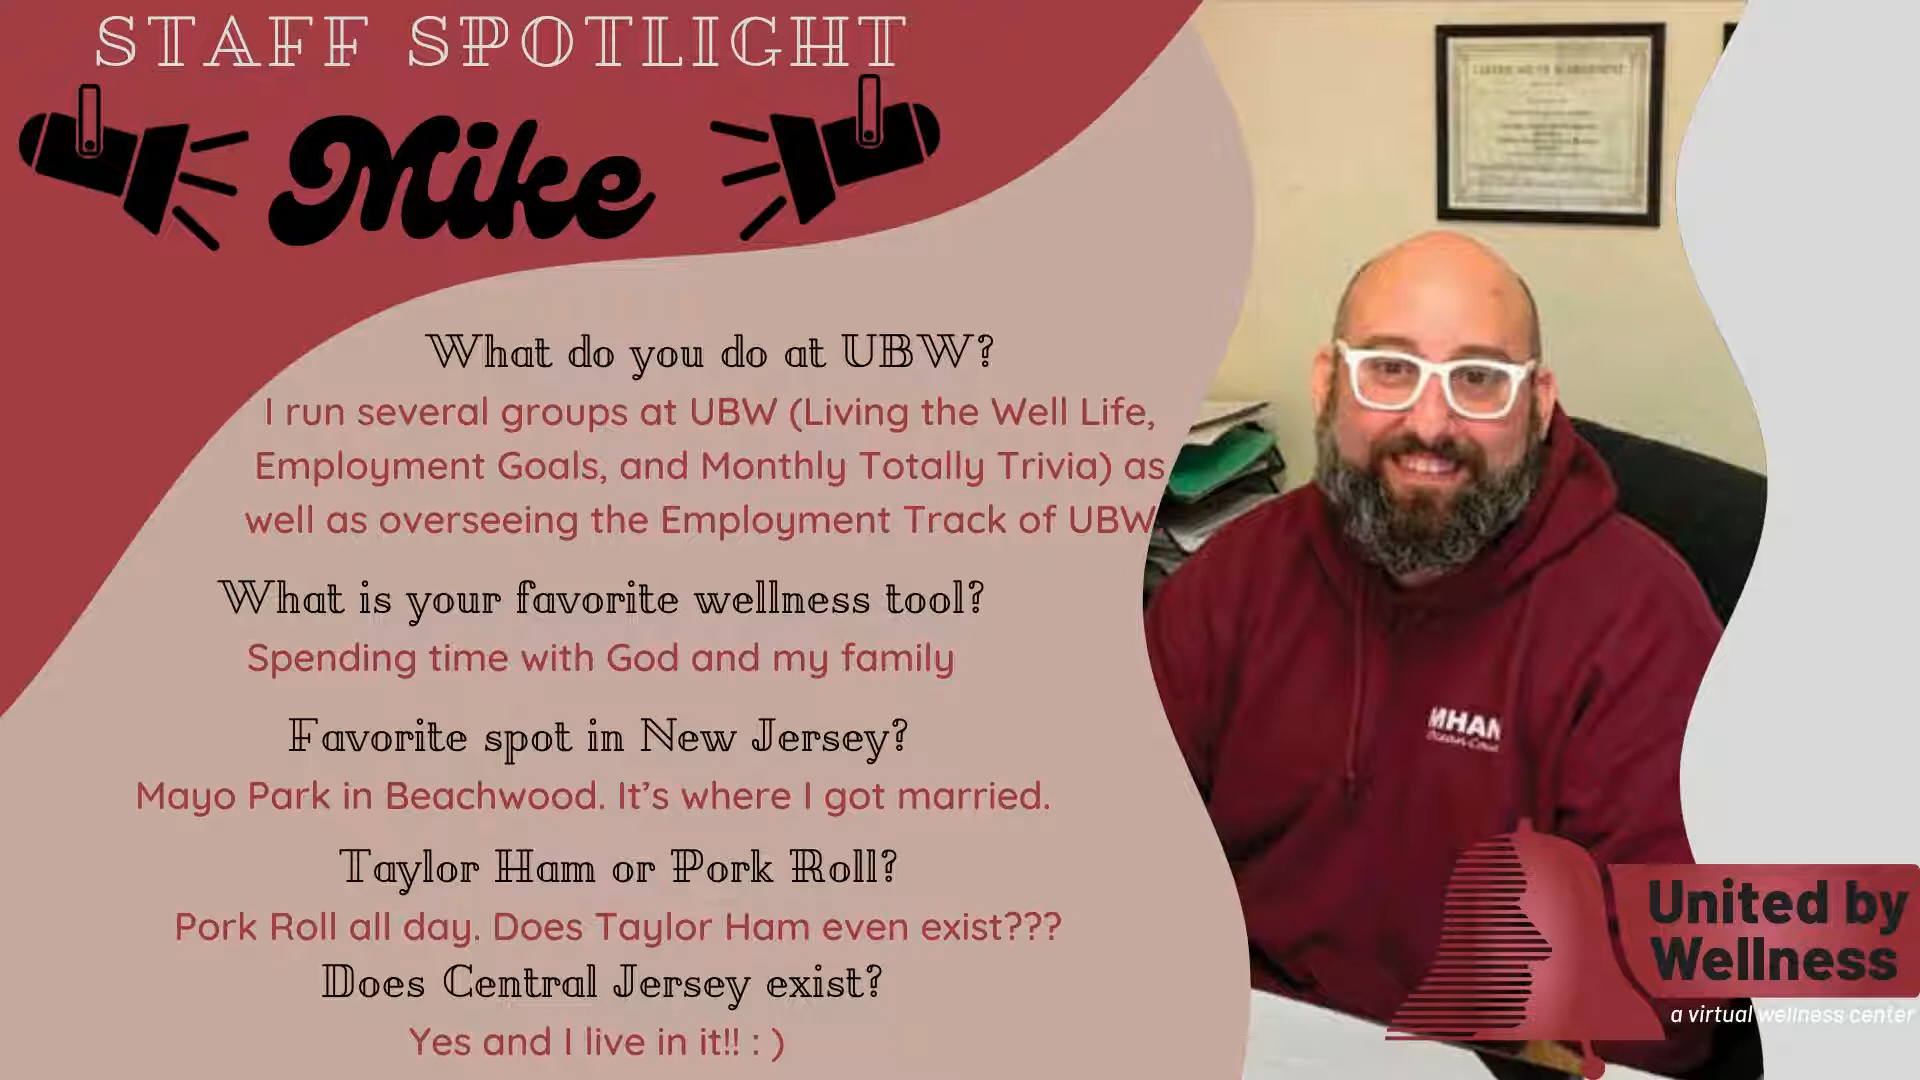 STAFF SPOTLIGHT
Mike
What do you do at UBW?
I run several groups at UBW (Living the Well Life,
Employment Goals, and Monthly Totally Trivia) as
well as overseeing the Employment Track of UBW.
What is your favorite wellness tool?
Spending time with God and my family
Favorite spot in New Jersey?
Mayo Park in Beachwood. It's where I got married.
Taylor Ham or Pork Roll?
Pork Roll all day. Does Taylor Ham even exist???
Does Central Jersey exist?
Yes and I live in it!! : )
MHAN
United by
Wellness
a virtual wellness center